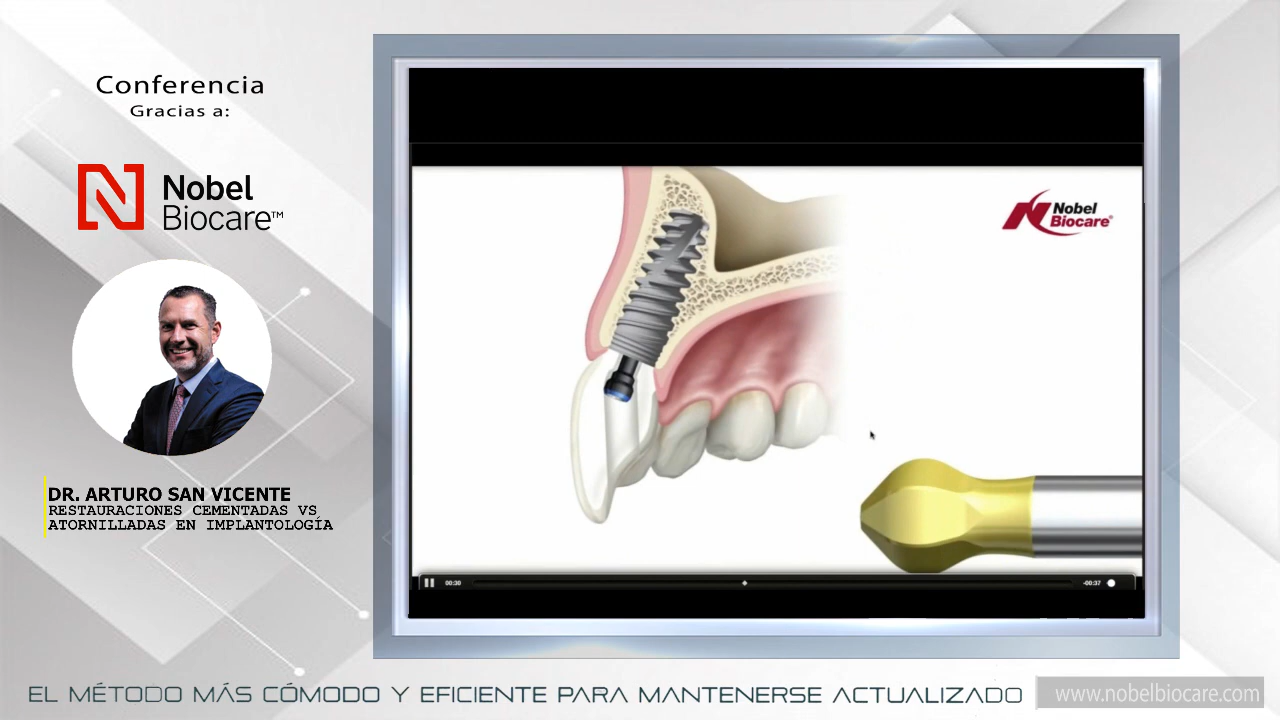 Conferencia
Gracias a:
Nobel
Biocare™
DR. ARTURO SAN VICENTE
RESTAURACIONES CEMENTADAS VS
ATORNILLADAS EN IMPLANTOLOGÍA
Nobel
Biocare®
00:30
-00:37
EL MÉTODO MÁS CÓMODO Y EFICIENTE PARA MANTENERSE ACTUALIZADO
www.nobelbiocare.com